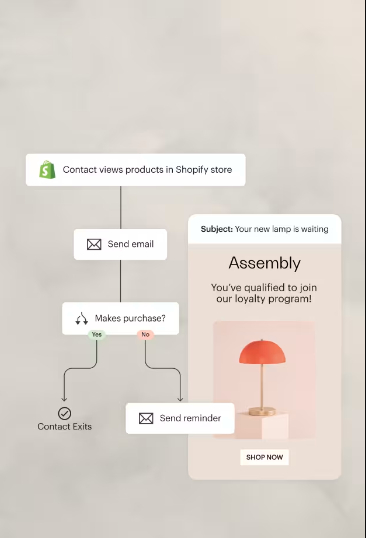 Contact views products in Shopify store
Send email
Makes purchase?
Yes
No
Contact Exits
Send reminder
Subject: Your new lamp is waiting
Assembly
You've qualified to join
our loyalty program!
SHOP NOW